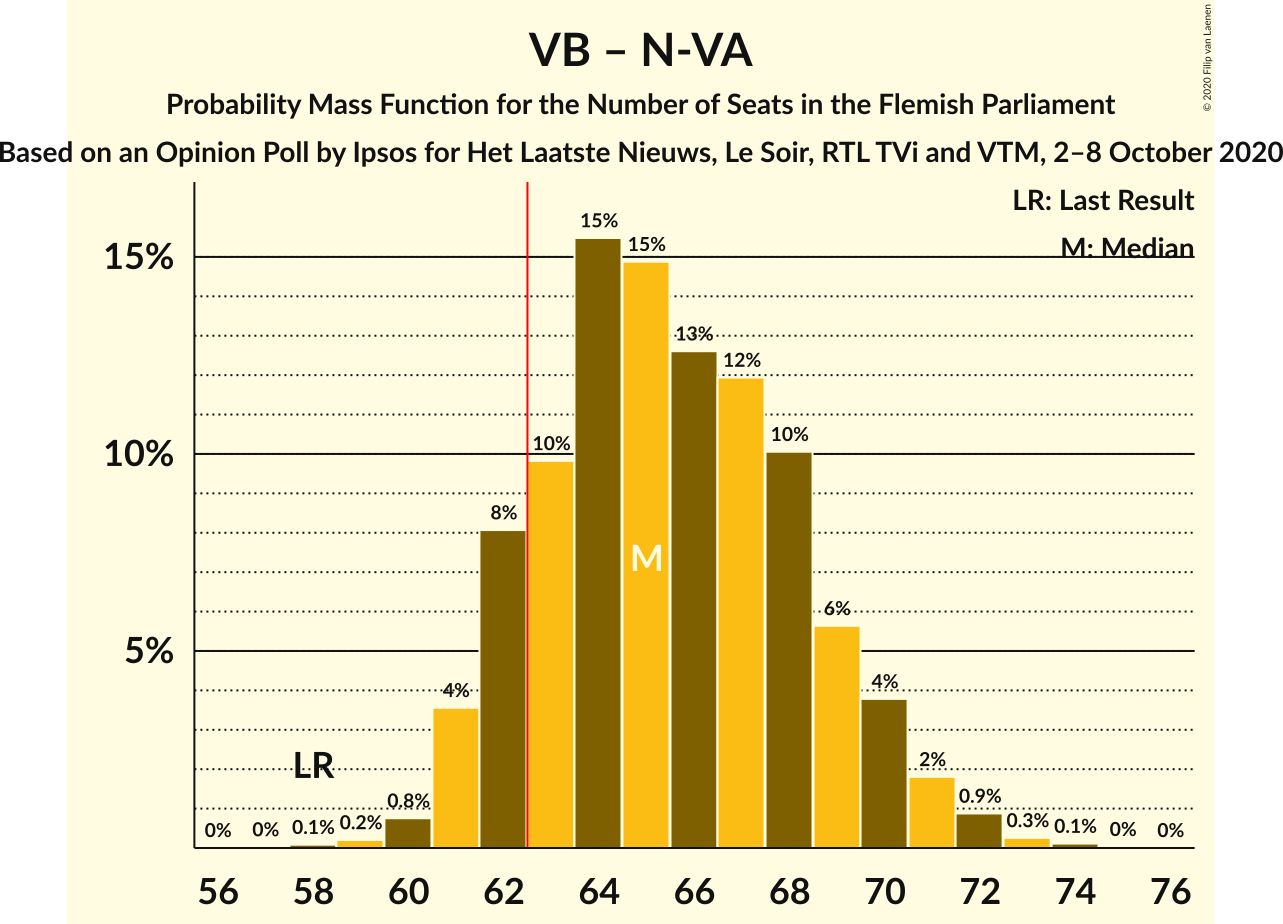 VB – N-VA
Probability Mass Function for the Number of Seats in the Flemish Parliament
Based on an Opinion Poll by Ipsos for Het Laatste Nieuws, Le Soir, RTL TVi and VTM, 2–8 October 2020
© 2020 Filip van Laenen
LR: Last Result
M: Median
15%
10%
5%
0% 0% 0.1% 0.2% 0.8% 4% 8% 10% 15% 15% 13% 12% 10% 6% 4% 2% 0.9% 0.3% 0.1% 0% 0%
LR
M
56 58 60 62 64 66 68 70 72 74 76